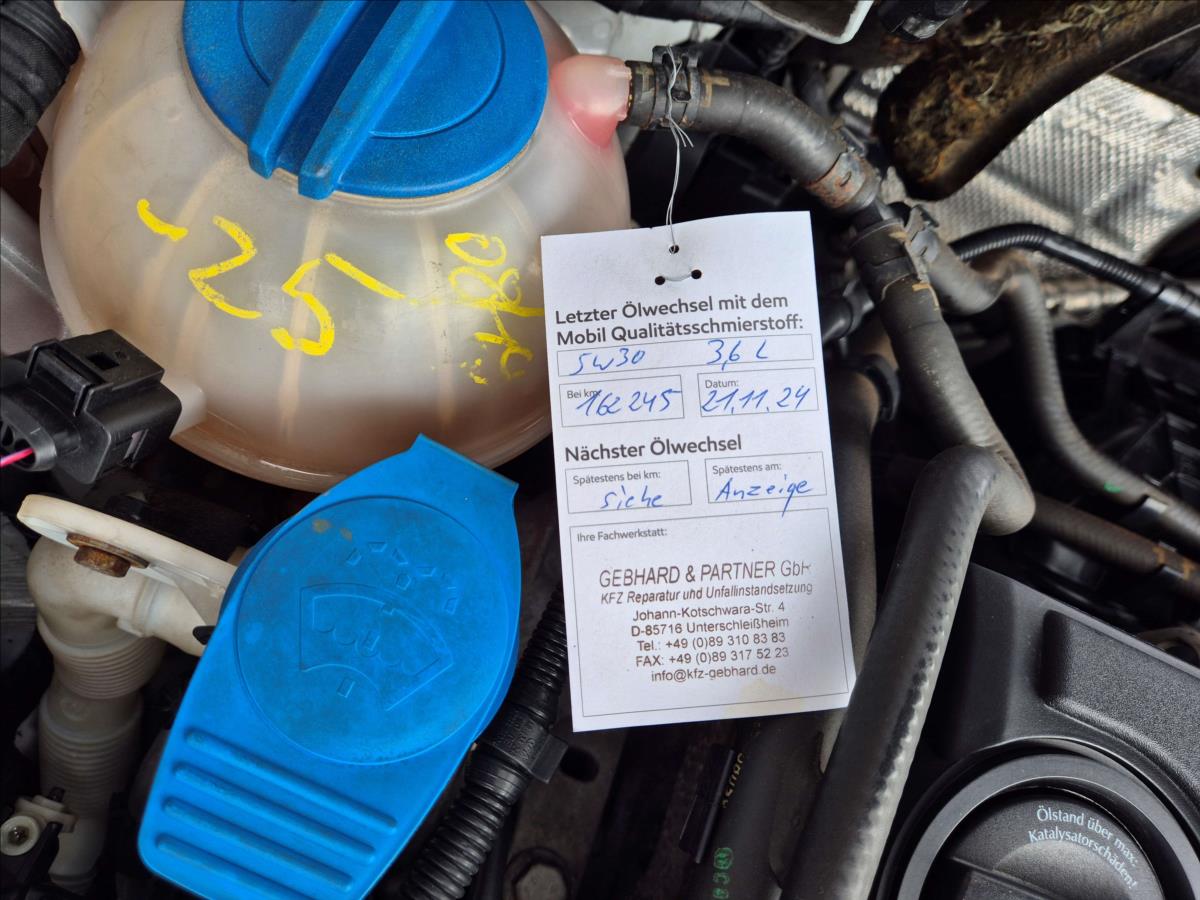 -25-
Letzter Ölwechsel mit dem
Mobil Qualitätsschmierstoff:
5W30 3,6 L
Bei km: 162 245
Datum: 21.11.24
Nächster Ölwechsel
Spätestens bei km: siehe
Spätestens am: Anzeige
Ihre Fachwerkstatt:
GEBHARD & PARTNER GbH
KFZ Reparatur und Unfallinstandsetzung
Johann-Kotschwara-Str. 4
D-85716 Unterschleißheim
Tel.: +49 (0)89 310 83 83
FAX: +49 (0)89 317 52 23
info@kfz-gebhard.de
Ölstand über max:
Katalysatorschäden!